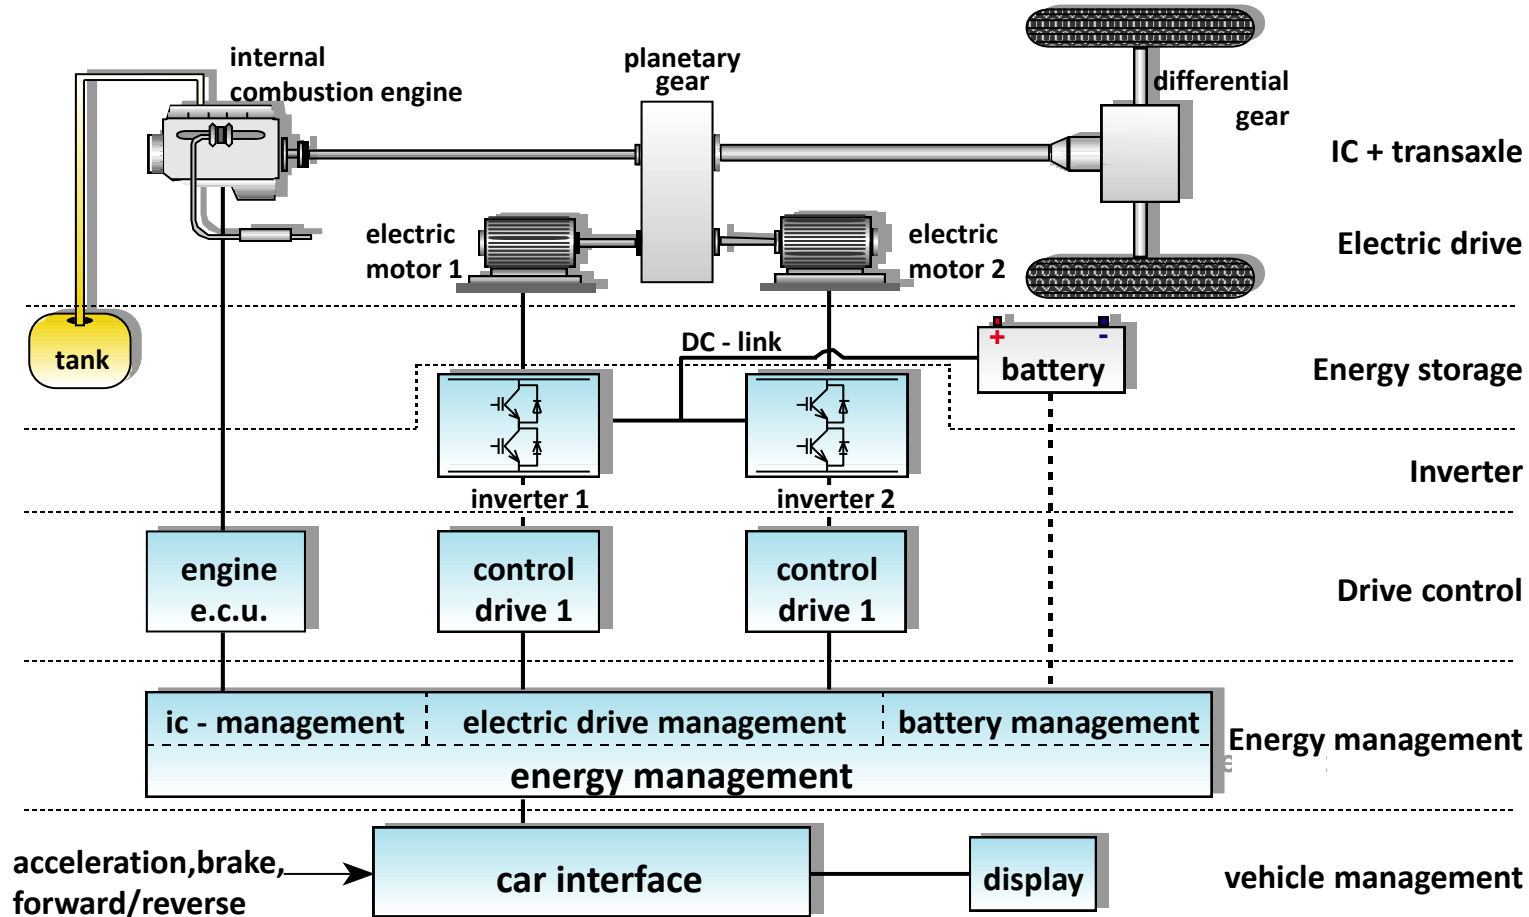 internal
combustion engine
planetary
gear
differential
gear
IC + transaxle
electric
motor 1
electric
motor 2
Electric drive
tank
DC - link
+
-
battery
Energy storage
inverter 1
inverter 2
Inverter
engine
e.c.u.
control
drive 1
control
drive 1
Drive control
ic - management
electric drive management
battery management
energy management
Energy management
acceleration,brake,
forward/reverse
car interface
display
vehicle management